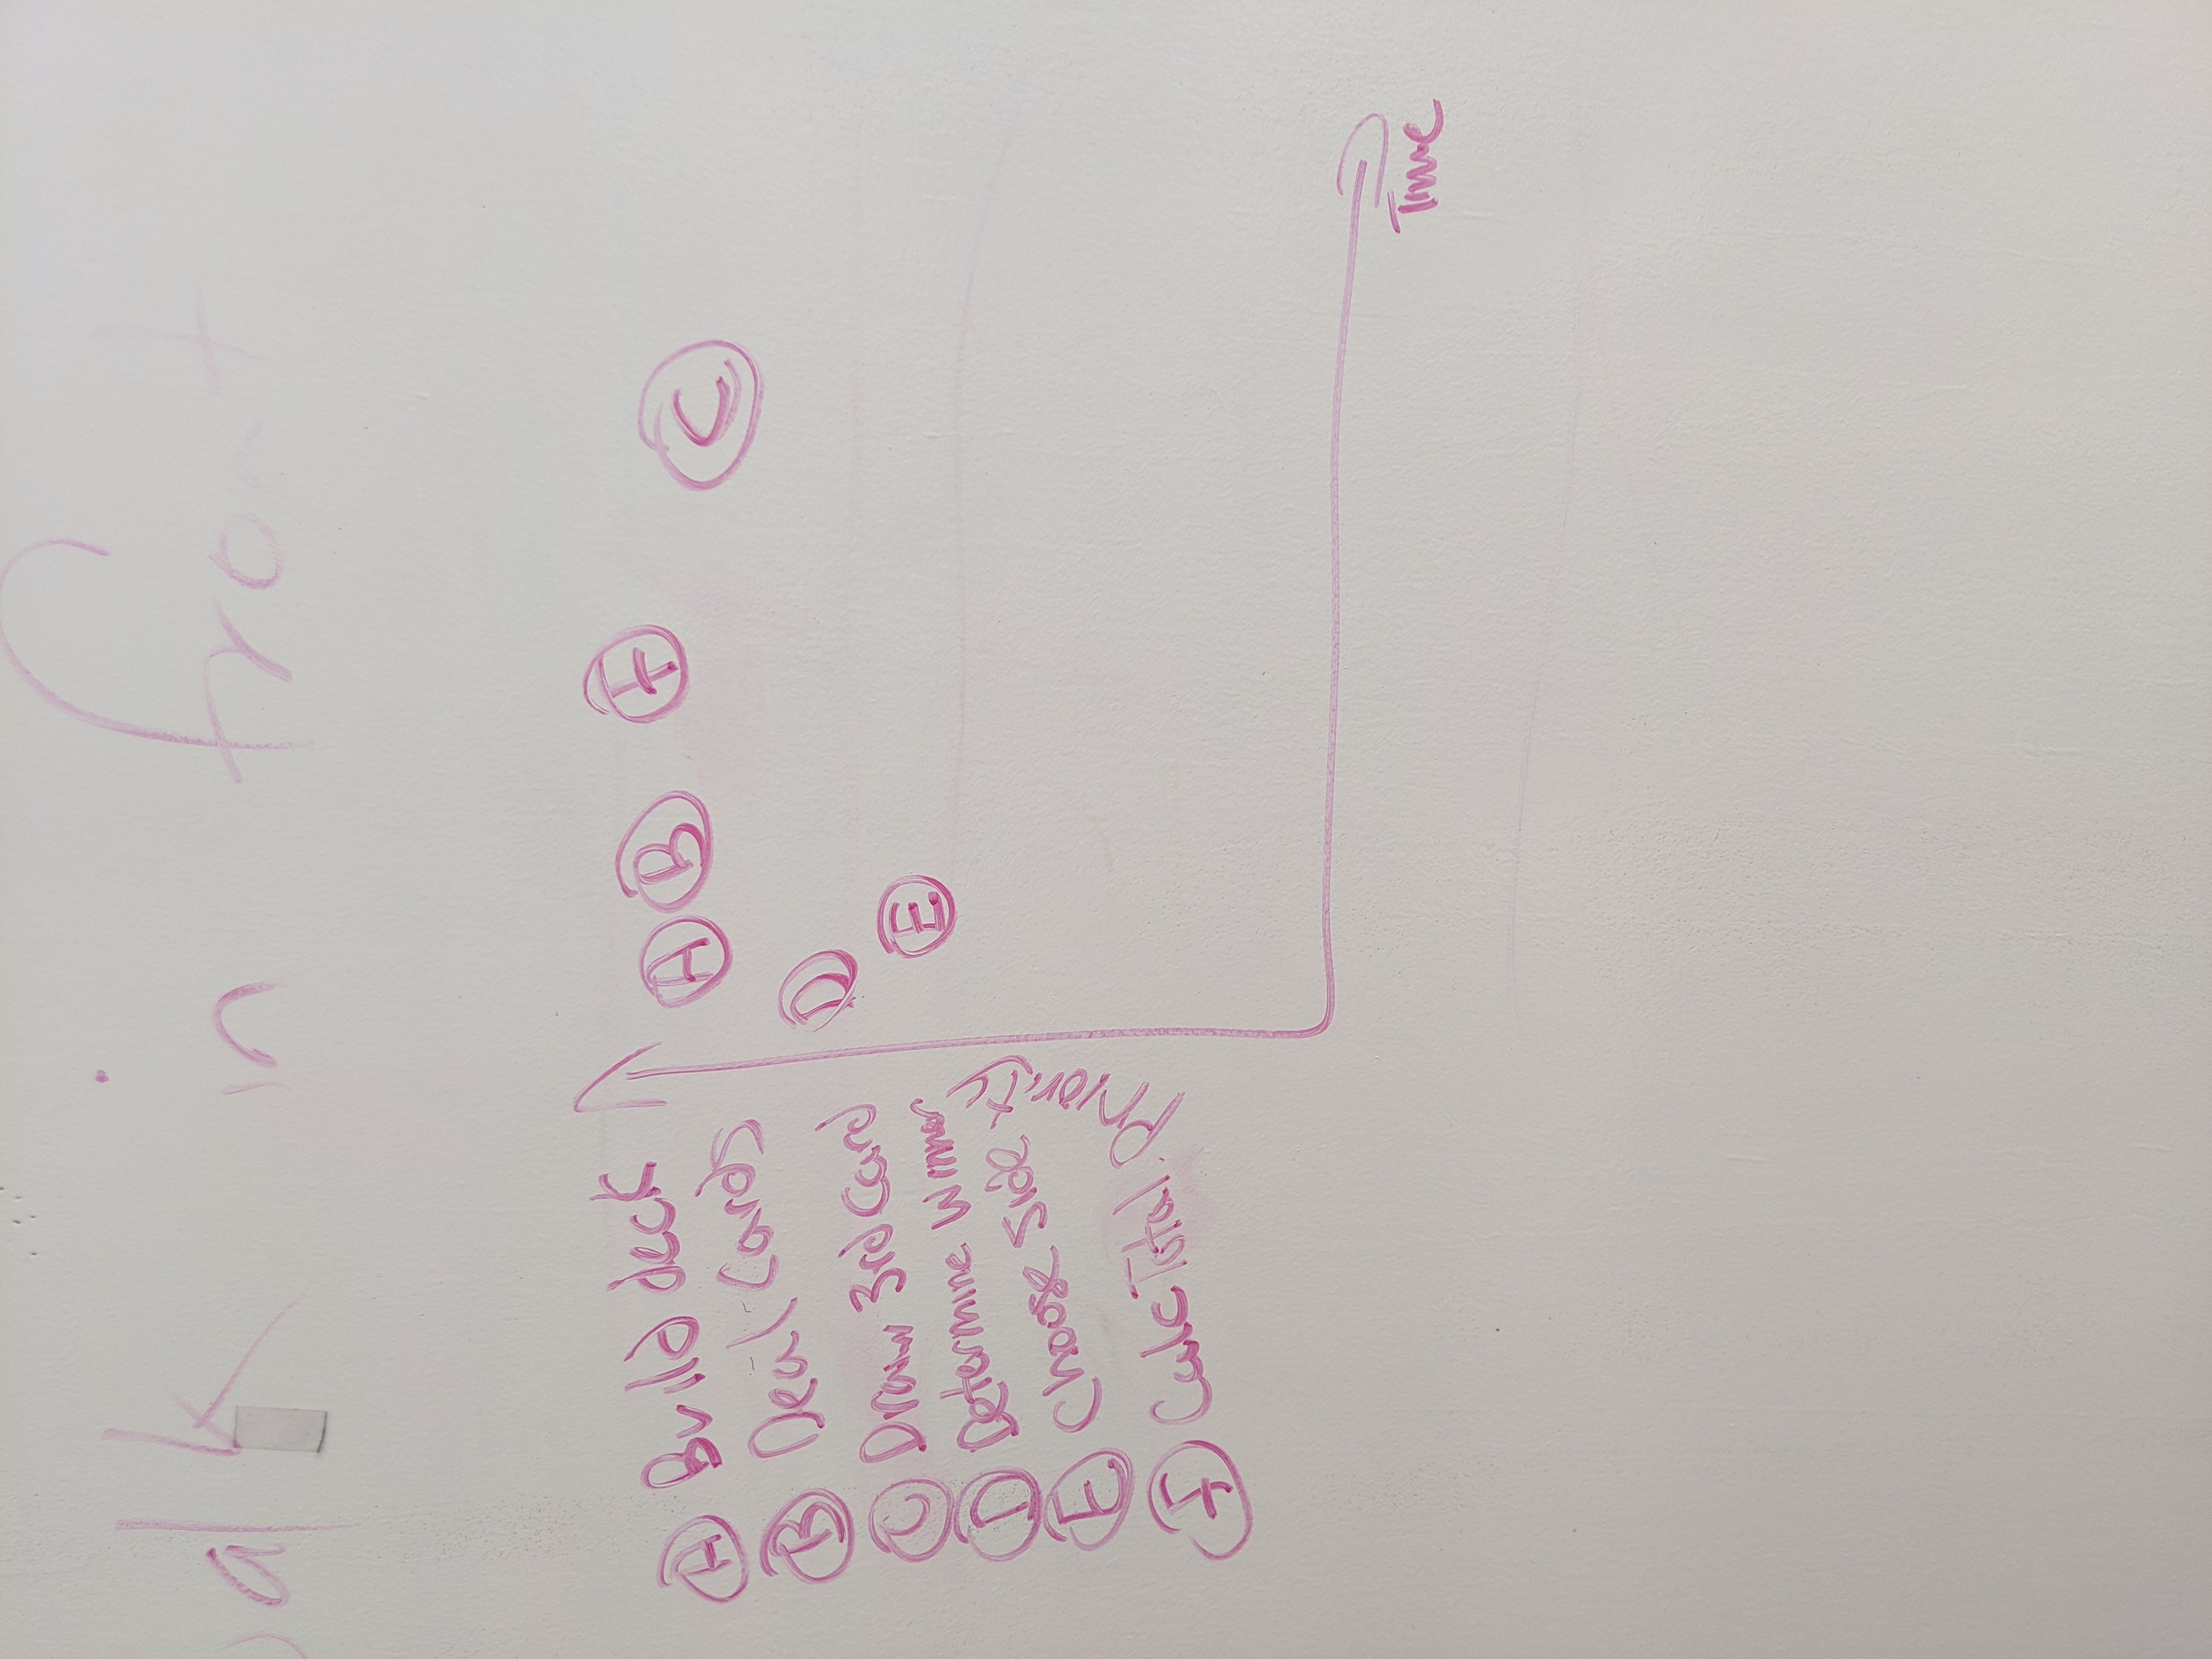 alk in front
A Build deck
B Deal Cards
C Draw 3rd Card
D Determine Winner
E Choose Side
F Calc Total
Priority
A B F C
D
E
Time